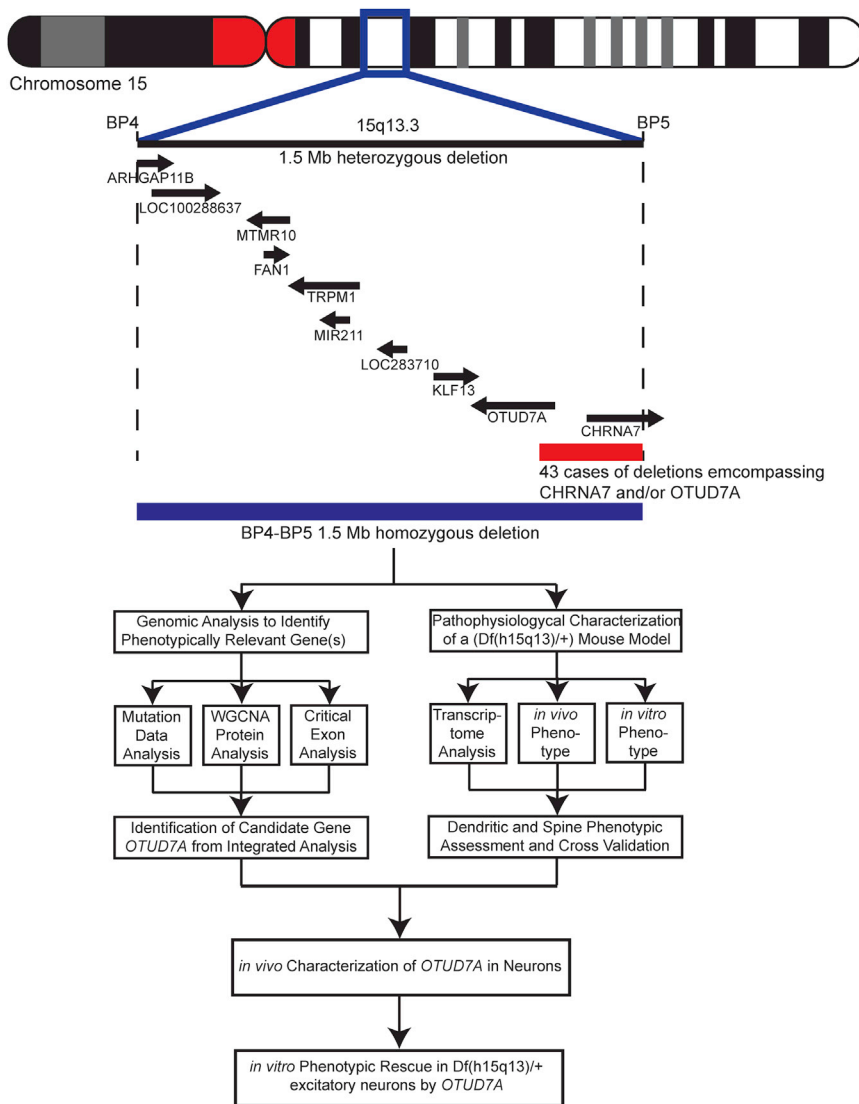 Chromosome 15
BP4
15q13.3
BP5
1.5 Mb heterozygous deletion
ARHGAP11B
LOC100288637
MTMR10
FAN1
TRPM1
MIR211
LOC283710
KLF13
OTUD7A
CHRNA7
43 cases of deletions emcompassing
CHRNA7 and/or OTUD7A
BP4-BP5 1.5 Mb homozygous deletion
Genomic Analysis to Identify
Phenotypically Relevant Gene(s)
Pathophysiologycal Characterization
of a (Df(h15q13)/+) Mouse Model
Mutation
Data
Analysis
WGCNA
Protein
Analysis
Critical
Exon
Analysis
Transcrip-
tome
Analysis
in vivo
Pheno-
type
in vitro
Pheno-
type
Identification of Candidate Gene
OTUD7A from Integrated Analysis
Dendritic and Spine Phenotypic
Assessment and Cross Validation
in vivo Characterization of OTUD7A in Neurons
in vitro Phenotypic Rescue in Df(h15q13)/+
excitatory neurons by OTUD7A